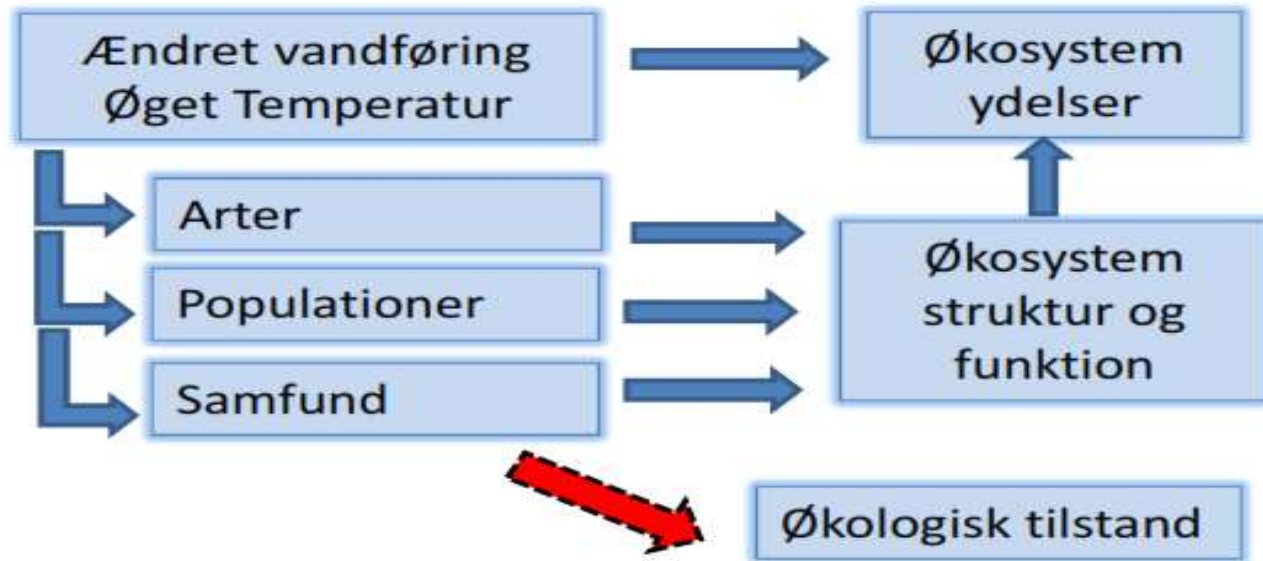 Ændret vandføring
Øget Temperatur
Økosystem
ydelser
Arter
Populationer
Samfund
Økosystem
struktur og
funktion
Økologisk tilstand